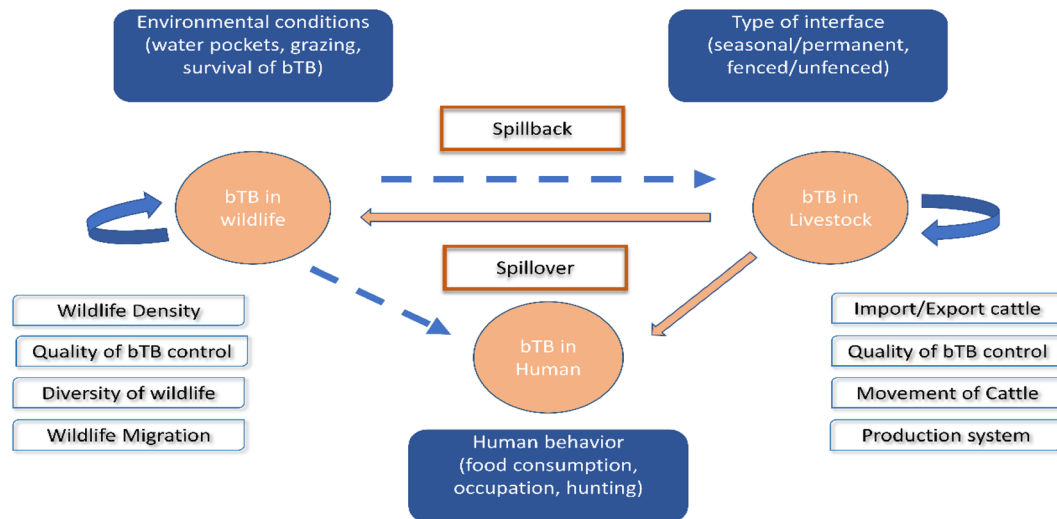 Environmental conditions
(water pockets, grazing,
survival of bTB)
Type of interface
(seasonal/permanent,
fenced/unfenced)
Spillback
bTB in
wildlife
bTB in
Livestock
Spillover
bTB in
Human
Wildlife Density
Quality of bTB control
Diversity of wildlife
Wildlife Migration
Import/Export cattle
Quality of bTB control
Movement of Cattle
Production system
Human behavior
(food consumption,
occupation, hunting)